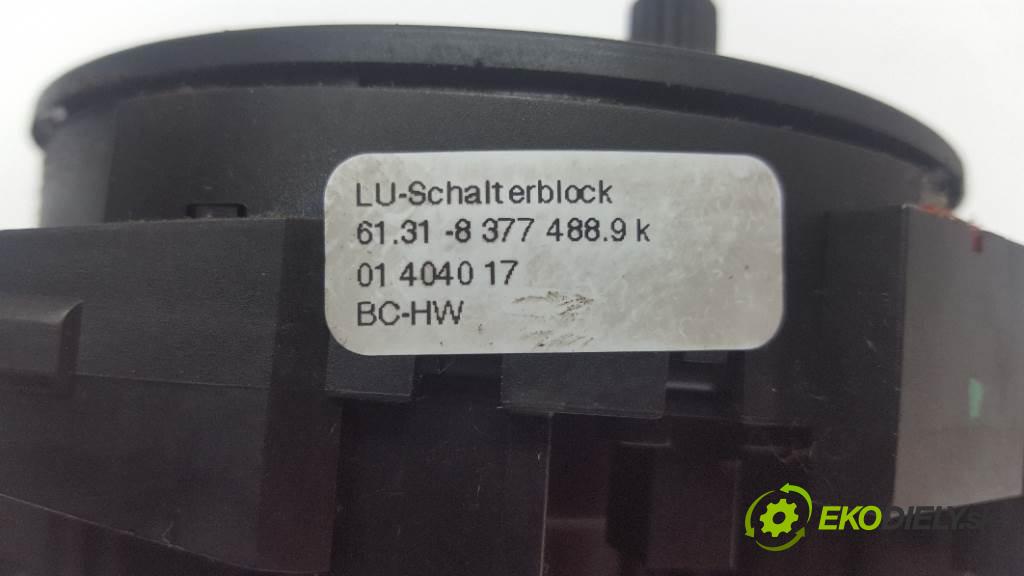 LU-Schalterblock
61.31 -8 377 488.9 k
01 4040 17
BC-HW
EKODIELY